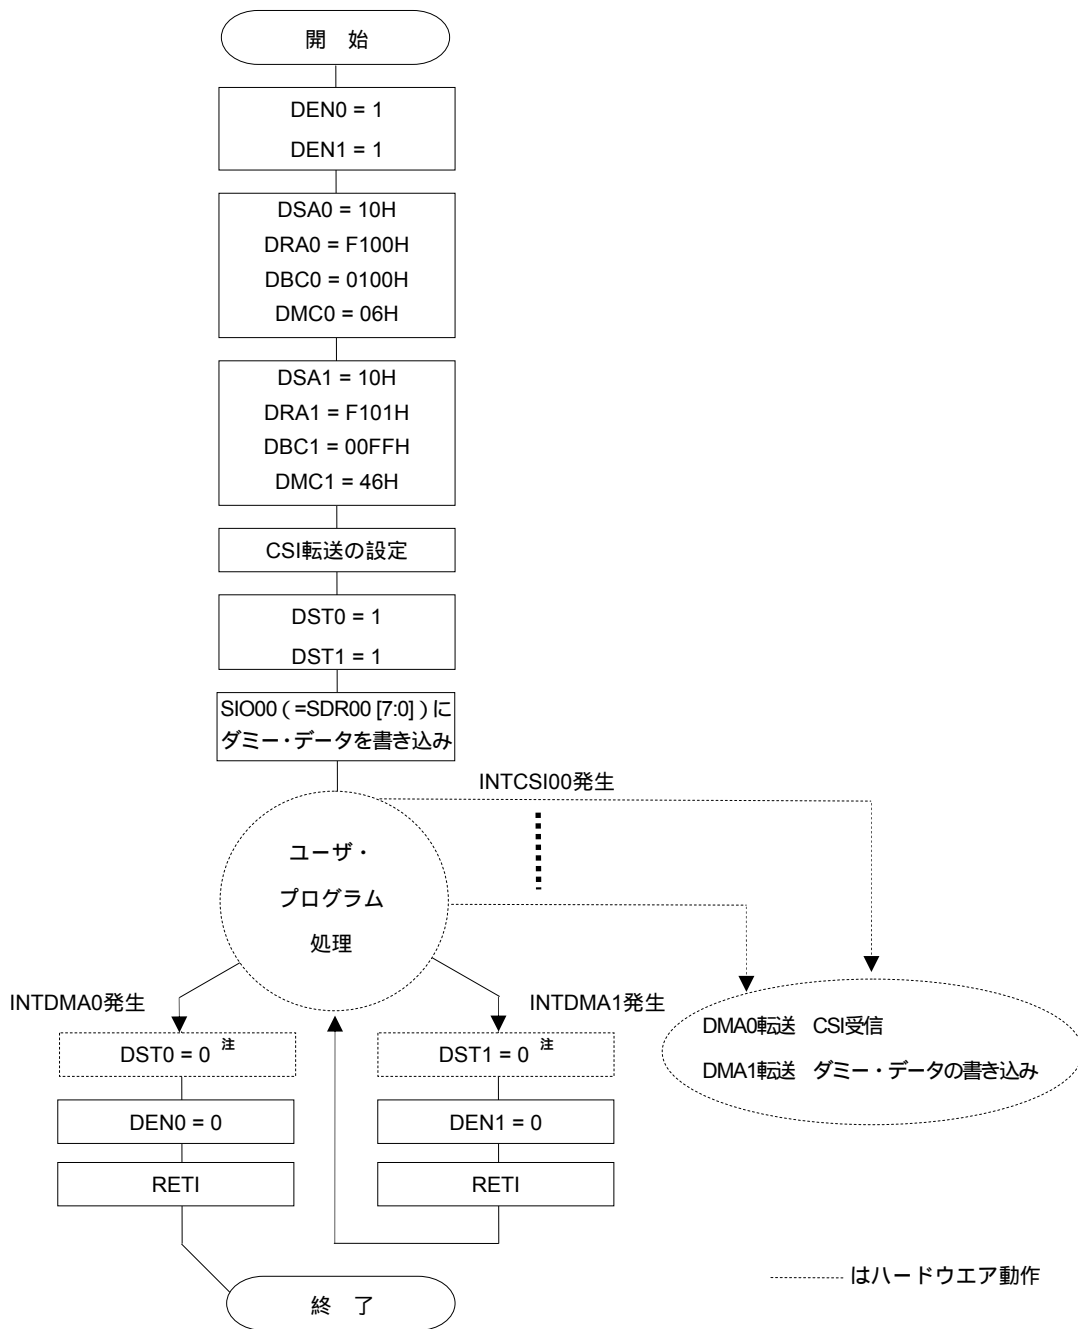 開 始
DEN0 = 1
DEN1 = 1
DSA0 = 10H
DRA0 = F100H
DBC0 = 0100H
DMC0 = 06H
DSA1 = 10H
DRA1 = F101H
DBC1 = 00FFH
DMC1 = 46H
CSI転送の設定
DST0 = 1
DST1 = 1
SIO00（=SDR00 [7:0]）に
ダミー・データを書き込み
INTCSI00発生
ユーザ・
プログラム
処理
INTDMA0発生
INTDMA1発生
DST0 = 0 注
DST1 = 0 注
DMA0転送 CSI受信
DMA1転送 ダミー・データの書き込み
DEN0 = 0
DEN1 = 0
RETI
RETI
はハードウエア動作
終 了